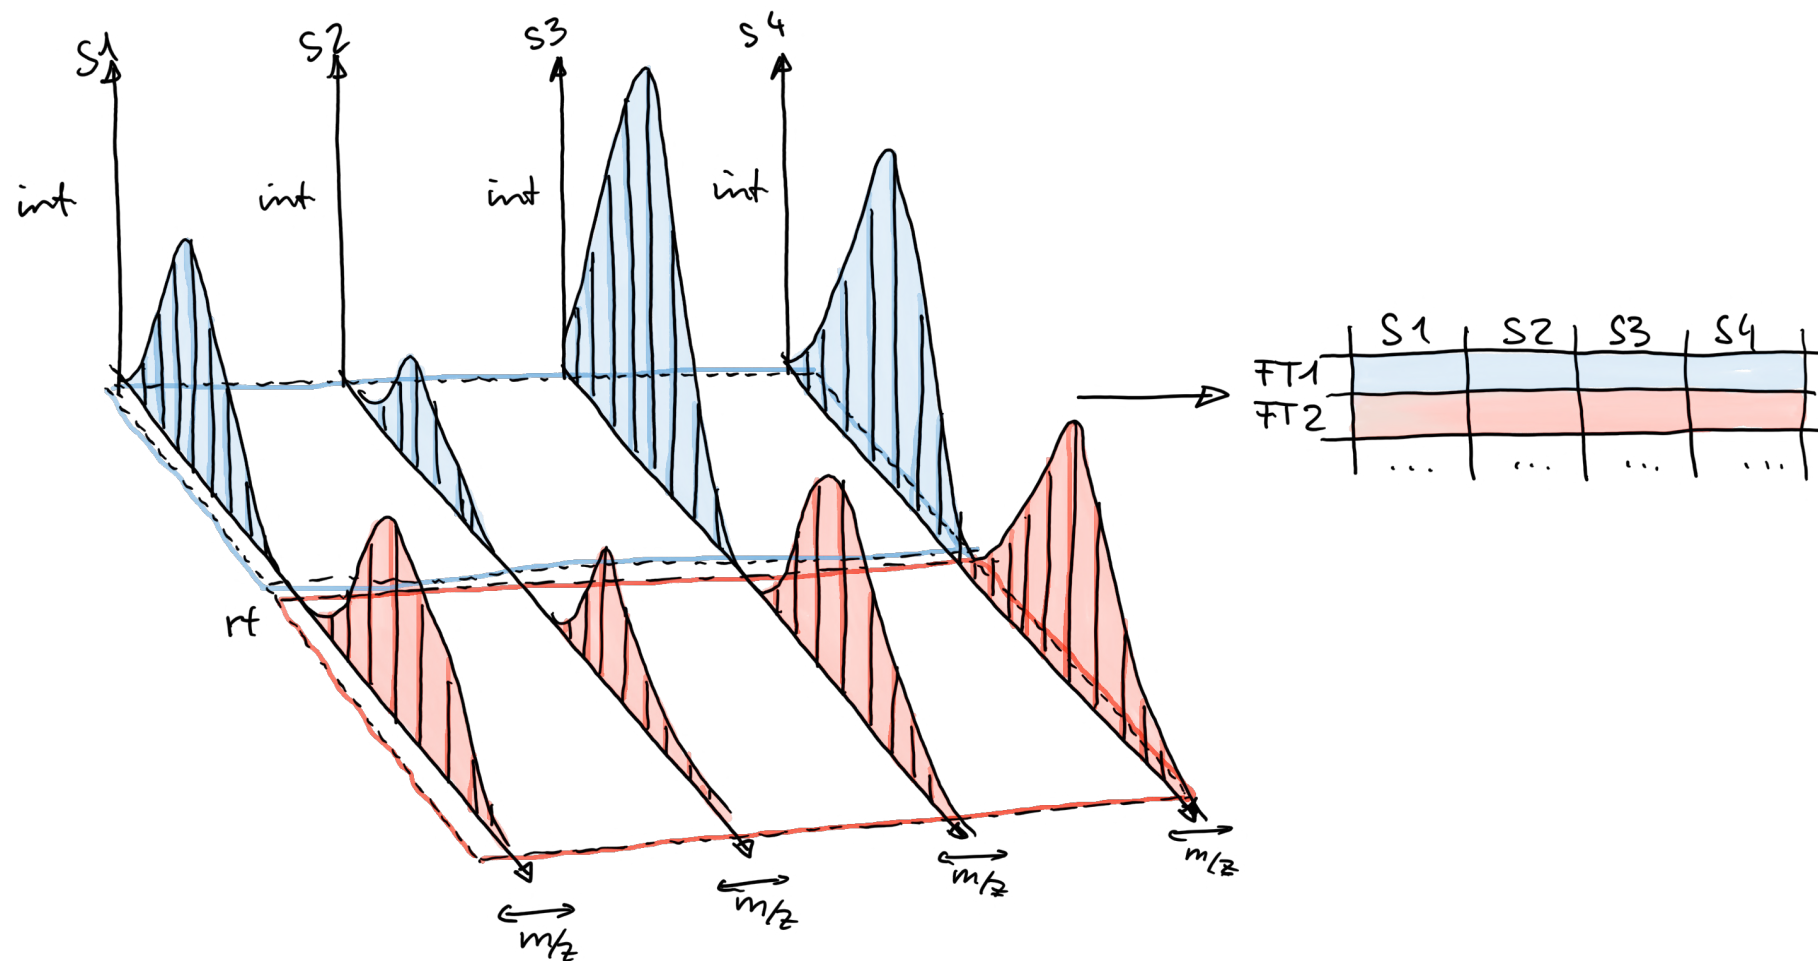 S1 S2 S3 S4
int int int int
rt
m/z m/z m/z m/z
S1 S2 S3 S4
FT1
FT2
... ... ... ...